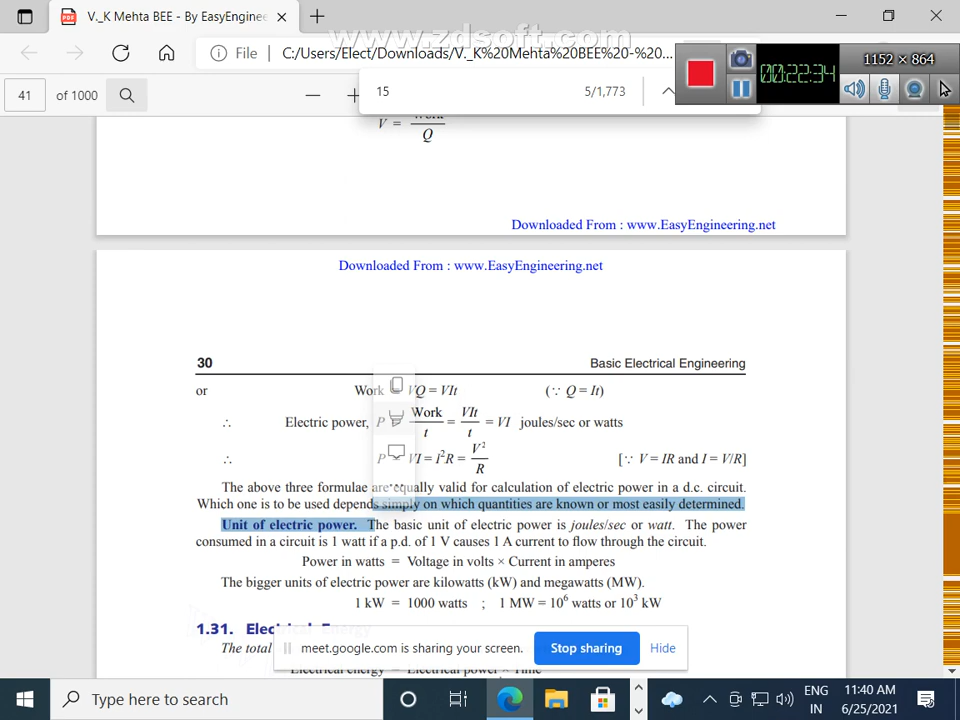 V._K Mehta BEE - By EasyEnginee
www.zdsoft.com
File
C:/Users/Elect/Downloads/V._K%20Mehta%20BEE%20-%20...
00:22:34
1152 × 864
41 of 1000
15
5/1,773
V = Work
Q
Downloaded From : www.EasyEngineering.net
Downloaded From : www.EasyEngineering.net
30
Basic Electrical Engineering
or Work = VQ = VIt (∵ Q = It)
∴ Electric power, P = Work/t = VIt/t = VI joules/sec or watts
∴ P = VI = I²R = V²/R [∵ V = IR and I = V/R]
The above three formulae are equally valid for calculation of electric power in a d.c. circuit.
Which one is to be used depends simply on which quantities are known or most easily determined.
Unit of electric power. The basic unit of electric power is joules/sec or watt. The power
consumed in a circuit is 1 watt if a p.d. of 1 V causes 1 A current to flow through the circuit.
Power in watts = Voltage in volts × Current in amperes
The bigger units of electric power are kilowatts (kW) and megawatts (MW).
1 kW = 1000 watts ; 1 MW = 10⁶ watts or 10³ kW
1.31. Electrical Energy
The total
meet.google.com is sharing your screen.
Stop sharing
Hide
Electrical energy = Electrical power × Time
Type here to search
ENG
IN
11:40 AM
6/25/2021